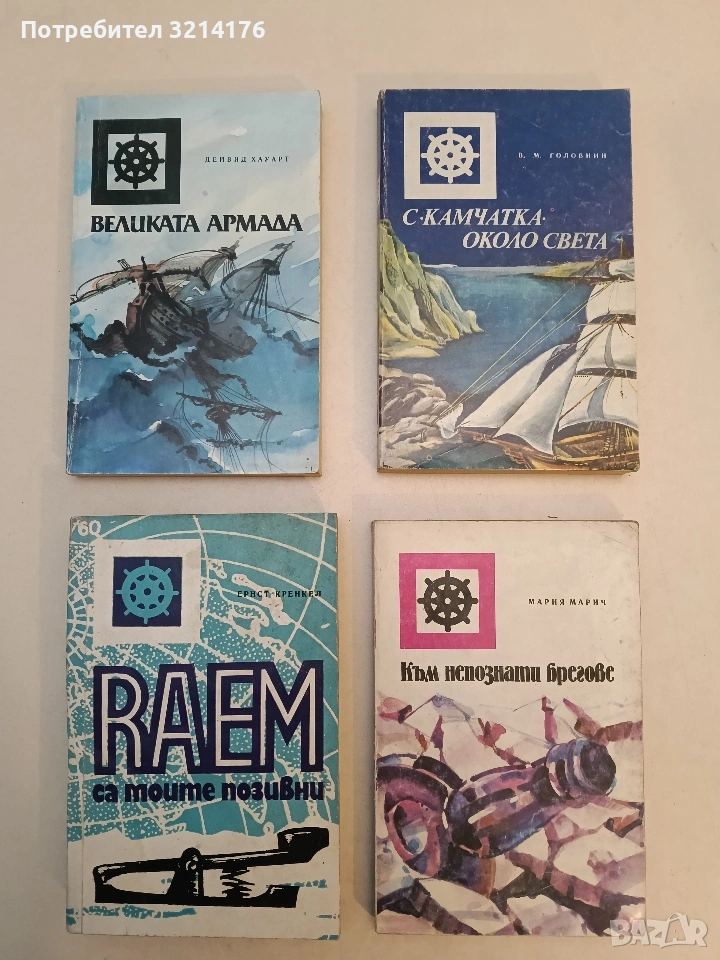 Потребител 3214176
ДЕЙВИД ХАУАРТ
ВЕЛИКАТА АРМАДА
В. М. ГОЛОВНИН
С·КАМЧАТКА·
ОКОЛО СВЕТА
60
ЕРНСТ КРЕНКЕЛ
RAEM
са моите позивни
МАРИЯ МАРИЧ
Към непознати брегове
BAZAR